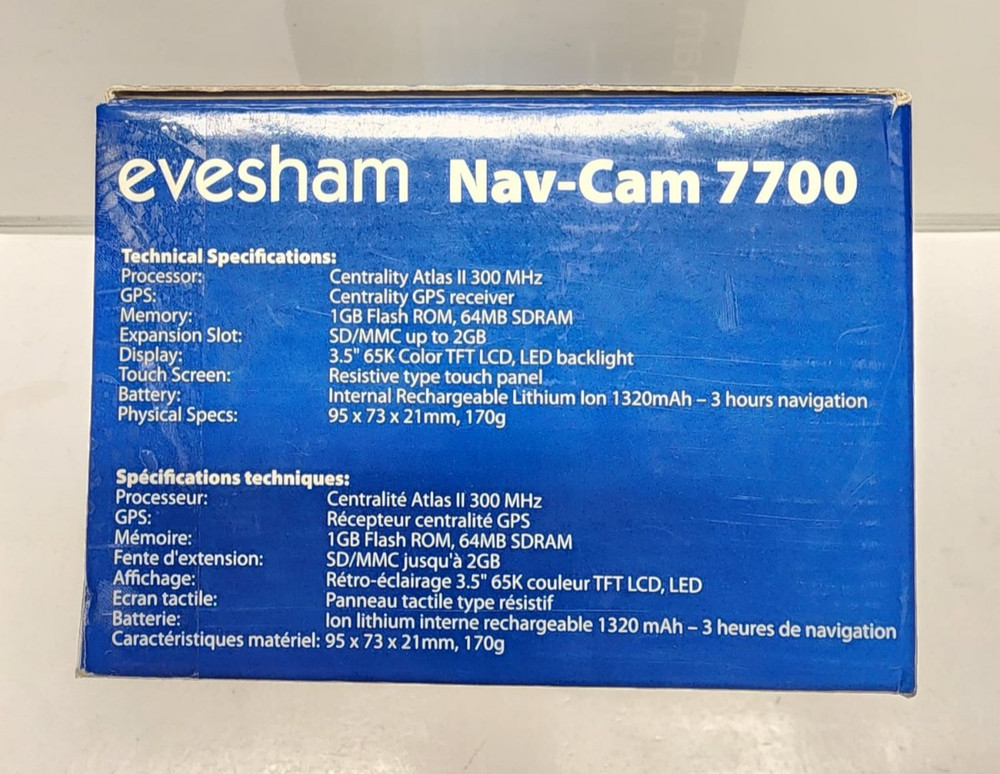 evesham Nav-Cam 7700
Technical Specifications:
Processor: Centrality Atlas II 300 MHz
GPS: Centrality GPS receiver
Memory: 1GB Flash ROM, 64MB SDRAM
Expansion Slot: SD/MMC up to 2GB
Display: 3.5" 65K Color TFT LCD, LED backlight
Touch Screen: Resistive type touch panel
Battery: Internal Rechargeable Lithium Ion 1320mAh – 3 hours navigation
Physical Specs: 95 x 73 x 21mm, 170g
Spécifications techniques:
Processeur: Centralité Atlas II 300 MHz
GPS: Récepteur centralité GPS
Mémoire: 1GB Flash ROM, 64MB SDRAM
Fente d'extension: SD/MMC jusqu'à 2GB
Affichage: Rétro-éclairage 3.5" 65K couleur TFT LCD, LED
Ecran tactile: Panneau tactile type résistif
Batterie: Ion lithium interne rechargeable 1320 mAh – 3 heures de navigation
Caractéristiques matériel: 95 x 73 x 21mm, 170g